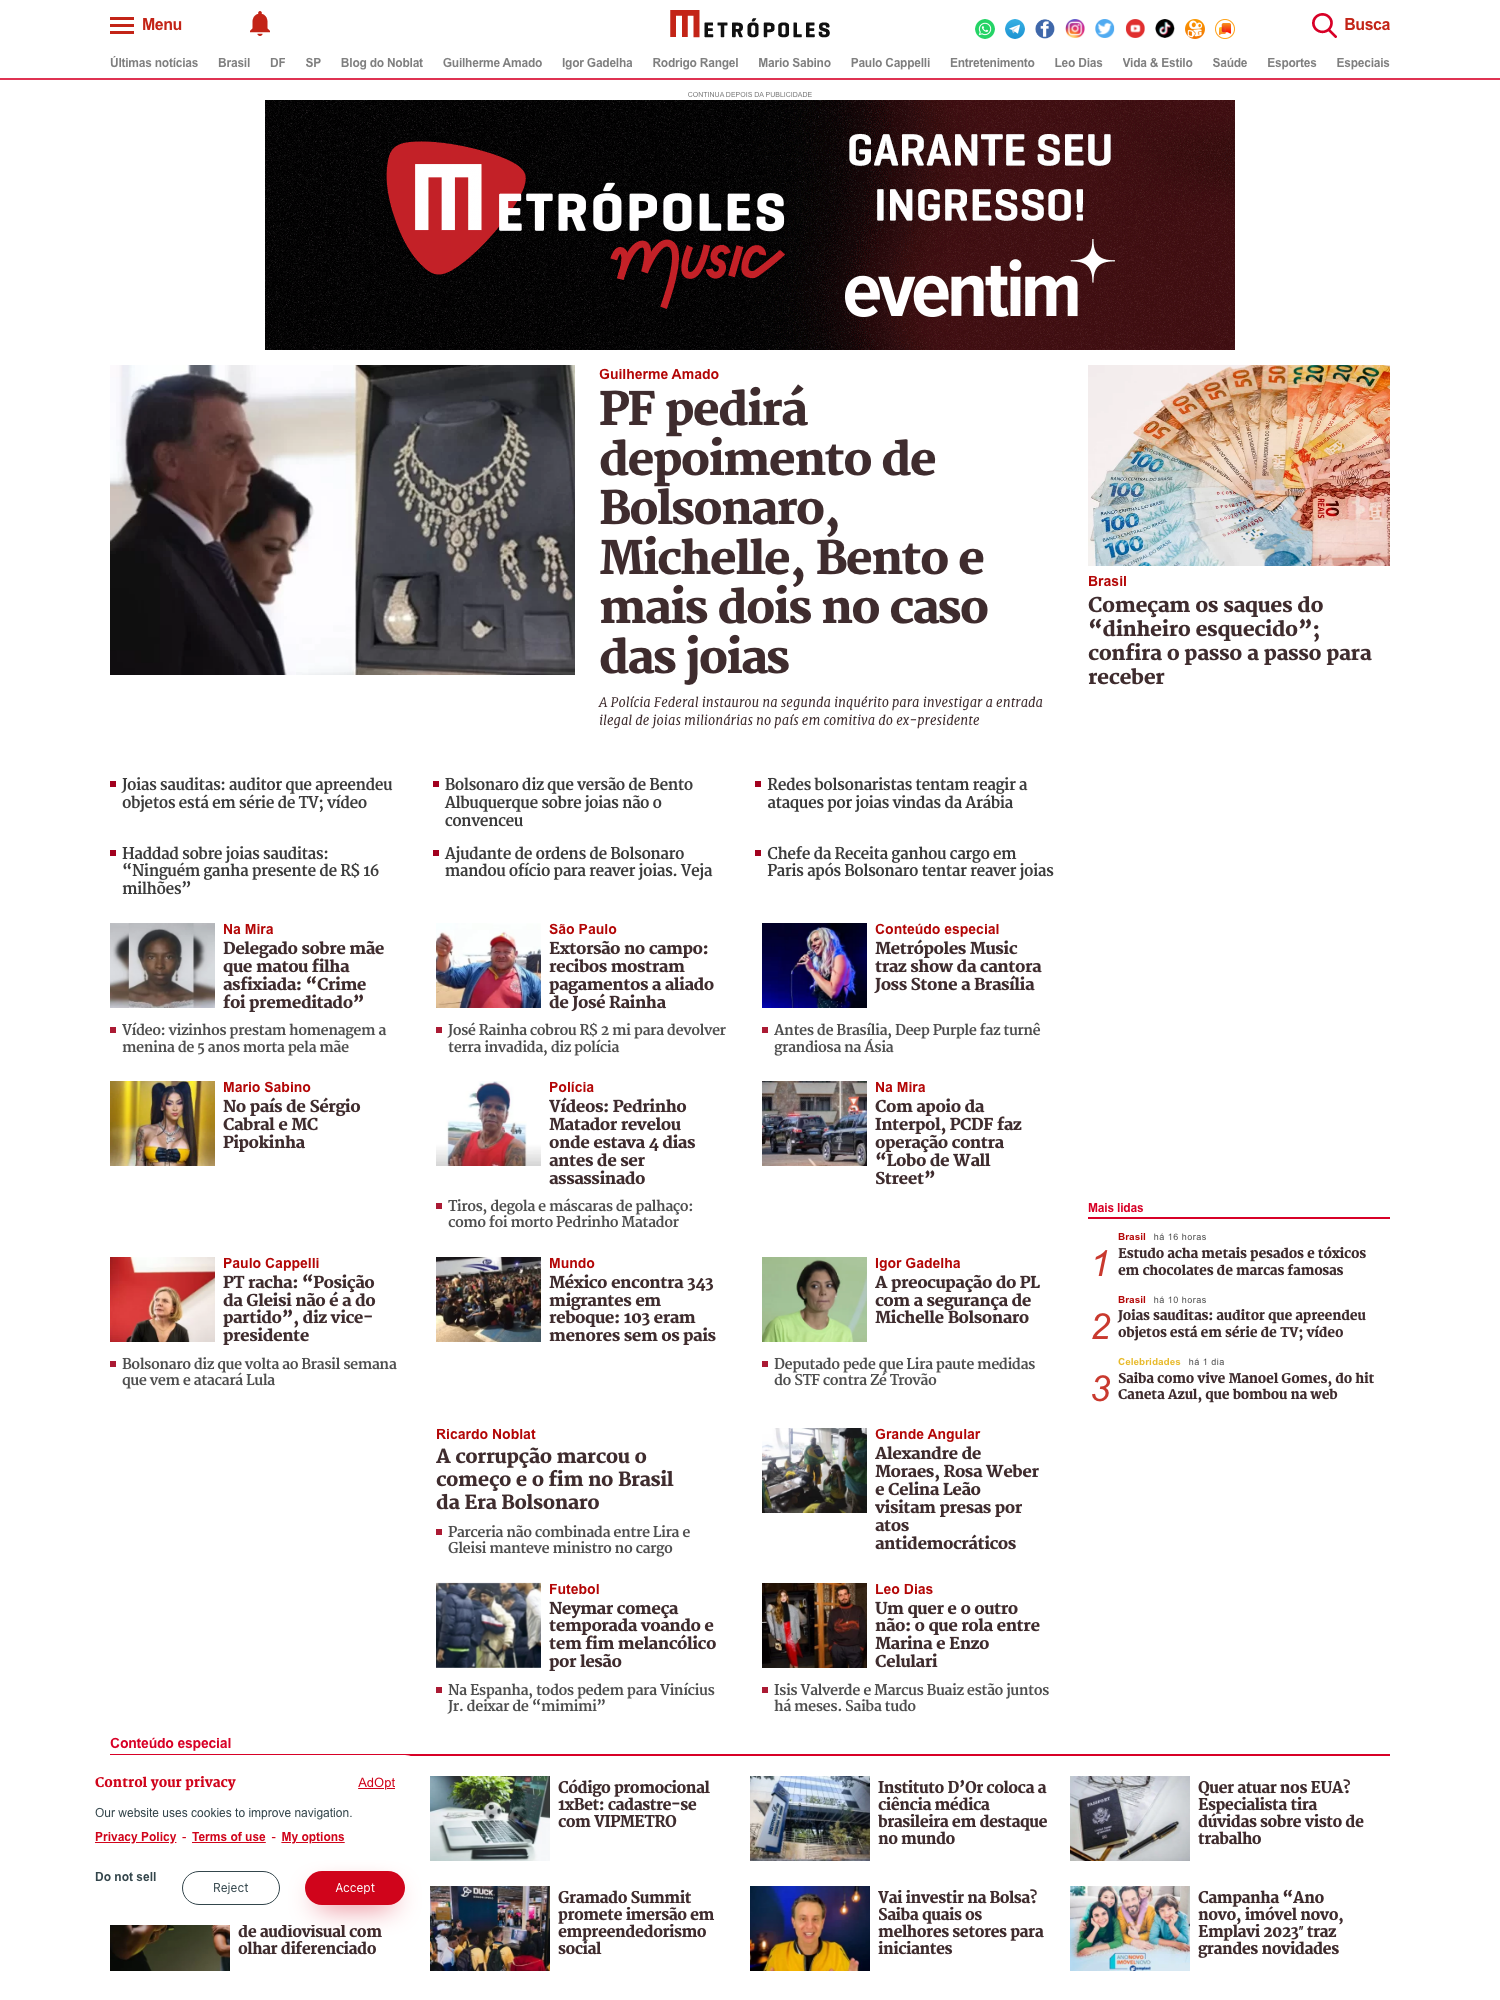 Menu
METRÓPOLES
Busca
Últimas notícias Brasil DF SP Blog do Noblat Guilherme Amado Igor Gadelha Rodrigo Rangel Mario Sabino Paulo Cappelli Entretenimento Leo Dias Vida & Estilo Saúde Esportes Especiais
CONTINUA DEPOIS DA PUBLICIDADE
METRÓPOLES
music
GARANTE SEU
INGRESSO!
eventim
Guilherme Amado
PF pedirá
depoimento de
Bolsonaro,
Michelle, Bento e
mais dois no caso
das joias
A Polícia Federal instaurou na segunda inquérito para investigar a entrada
ilegal de joias milionárias no país em comitiva do ex-presidente
Brasil
Começam os saques do
“dinheiro esquecido”;
confira o passo a passo para
receber
Joias sauditas: auditor que apreendeu
objetos está em série de TV; vídeo
Bolsonaro diz que versão de Bento
Albuquerque sobre joias não o
convenceu
Redes bolsonaristas tentam reagir a
ataques por joias vindas da Arábia
Haddad sobre joias sauditas:
“Ninguém ganha presente de R$ 16
milhões”
Ajudante de ordens de Bolsonaro
mandou ofício para reaver joias. Veja
Chefe da Receita ganhou cargo em
Paris após Bolsonaro tentar reaver joias
Na Mira
Delegado sobre mãe
que matou filha
asfixiada: “Crime
foi premeditado”
Vídeo: vizinhos prestam homenagem a
menina de 5 anos morta pela mãe
São Paulo
Extorsão no campo:
recibos mostram
pagamentos a aliado
de José Rainha
José Rainha cobrou R$ 2 mi para devolver
terra invadida, diz polícia
Conteúdo especial
Metrópoles Music
traz show da cantora
Joss Stone a Brasília
Antes de Brasília, Deep Purple faz turnê
grandiosa na Ásia
Mario Sabino
No país de Sérgio
Cabral e MC
Pipokinha
Polícia
Vídeos: Pedrinho
Matador revelou
onde estava 4 dias
antes de ser
assassinado
Tiros, degola e máscaras de palhaço:
como foi morto Pedrinho Matador
Na Mira
Com apoio da
Interpol, PCDF faz
operação contra
“Lobo de Wall
Street”
Paulo Cappelli
PT racha: “Posição
da Gleisi não é a do
partido”, diz vice-
presidente
Bolsonaro diz que volta ao Brasil semana
que vem e atacará Lula
Mundo
México encontra 343
migrantes em
reboque: 103 eram
menores sem os pais
Igor Gadelha
A preocupação do PL
com a segurança de
Michelle Bolsonaro
Deputado pede que Lira paute medidas
do STF contra Zé Trovão
Mais lidas
Brasil há 16 horas
1 Estudo acha metais pesados e tóxicos
em chocolates de marcas famosas
Brasil há 10 horas
2 Joias sauditas: auditor que apreendeu
objetos está em série de TV; vídeo
Celebridades há 1 dia
3 Saiba como vive Manoel Gomes, do hit
Caneta Azul, que bombou na web
Ricardo Noblat
A corrupção marcou o
começo e o fim no Brasil
da Era Bolsonaro
Parceria não combinada entre Lira e
Gleisi manteve ministro no cargo
Grande Angular
Alexandre de
Moraes, Rosa Weber
e Celina Leão
visitam presas por
atos
antidemocráticos
Futebol
Neymar começa
temporada voando e
tem fim melancólico
por lesão
Na Espanha, todos pedem para Vinícius
Jr. deixar de “mimimi”
Leo Dias
Um quer e o outro
não: o que rola entre
Marina e Enzo
Celulari
Isis Valverde e Marcus Buaiz estão juntos
há meses. Saiba tudo
Conteúdo especial
Control your privacy
AdOpt
Our website uses cookies to improve navigation.
Privacy Policy - Terms of use - My options
Do not sell
Reject
Accept
de audiovisual com
olhar diferenciado
Código promocional
1xBet: cadastre-se
com VIPMETRO
Instituto D’Or coloca a
ciência médica
brasileira em destaque
no mundo
PASSPORT
Quer atuar nos EUA?
Especialista tira
dúvidas sobre visto de
trabalho
DUCK
Gramado Summit
promete imersão em
empreendedorismo
social
Vai investir na Bolsa?
Saiba quais os
melhores setores para
iniciantes
Campanha “Ano
novo, imóvel novo,
Emplavi 2023″ traz
grandes novidades